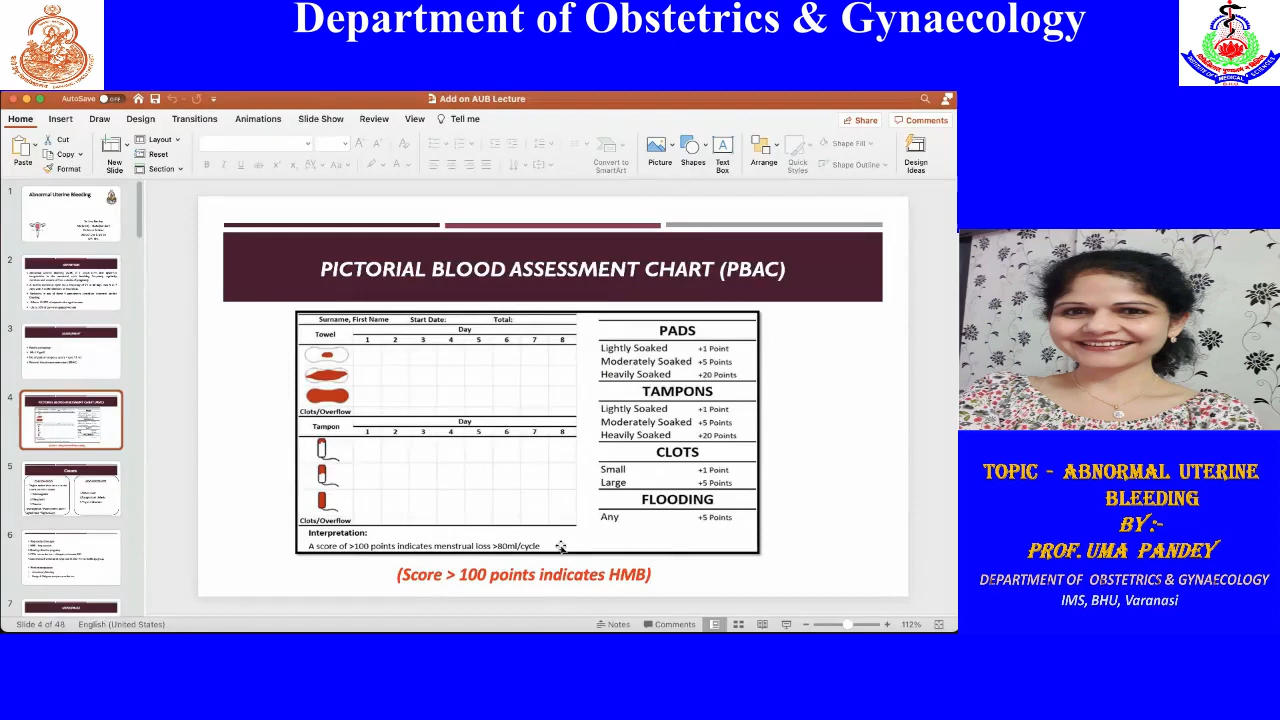 Department of Obstetrics & Gynaecology
AutoSave OFF
Add on AUB Lecture
Home Insert Draw Design Transitions Animations Slide Show Review View Tell me
Share Comments
Paste
Cut
Copy
Format
New Slide
Layout
Reset
Section
Convert to SmartArt
Picture
Shapes
Text Box
Arrange
Quick Styles
Shape Fill
Shape Outline
Design Ideas
1
Abnormal Uterine Bleeding
2
3
4
5
6
7
PICTORIAL BLOOD ASSESSMENT CHART (PBAC)
Surname, First Name Start Date: Total:
Towel
Day
1 2 3 4 5 6 7 8
Clots/Overflow
Tampon
Day
1 2 3 4 5 6 7 8
Clots/Overflow
Interpretation:
A score of >100 points indicates menstrual loss >80ml/cycle
PADS
Lightly Soaked +1 Point
Moderately Soaked +5 Points
Heavily Soaked +20 Points
TAMPONS
Lightly Soaked +1 Point
Moderately Soaked +5 Points
Heavily Soaked +20 Points
CLOTS
Small +1 Point
Large +5 Points
FLOODING
Any +5 Points
(Score > 100 points indicates HMB)
Slide 4 of 48 English (United States)
Notes Comments 112%
TOPIC - ABNORMAL UTERINE
BLEEDING
BY:-
PROF. UMA PANDEY
DEPARTMENT OF OBSTETRICS & GYNAECOLOGY
IMS, BHU, Varanasi